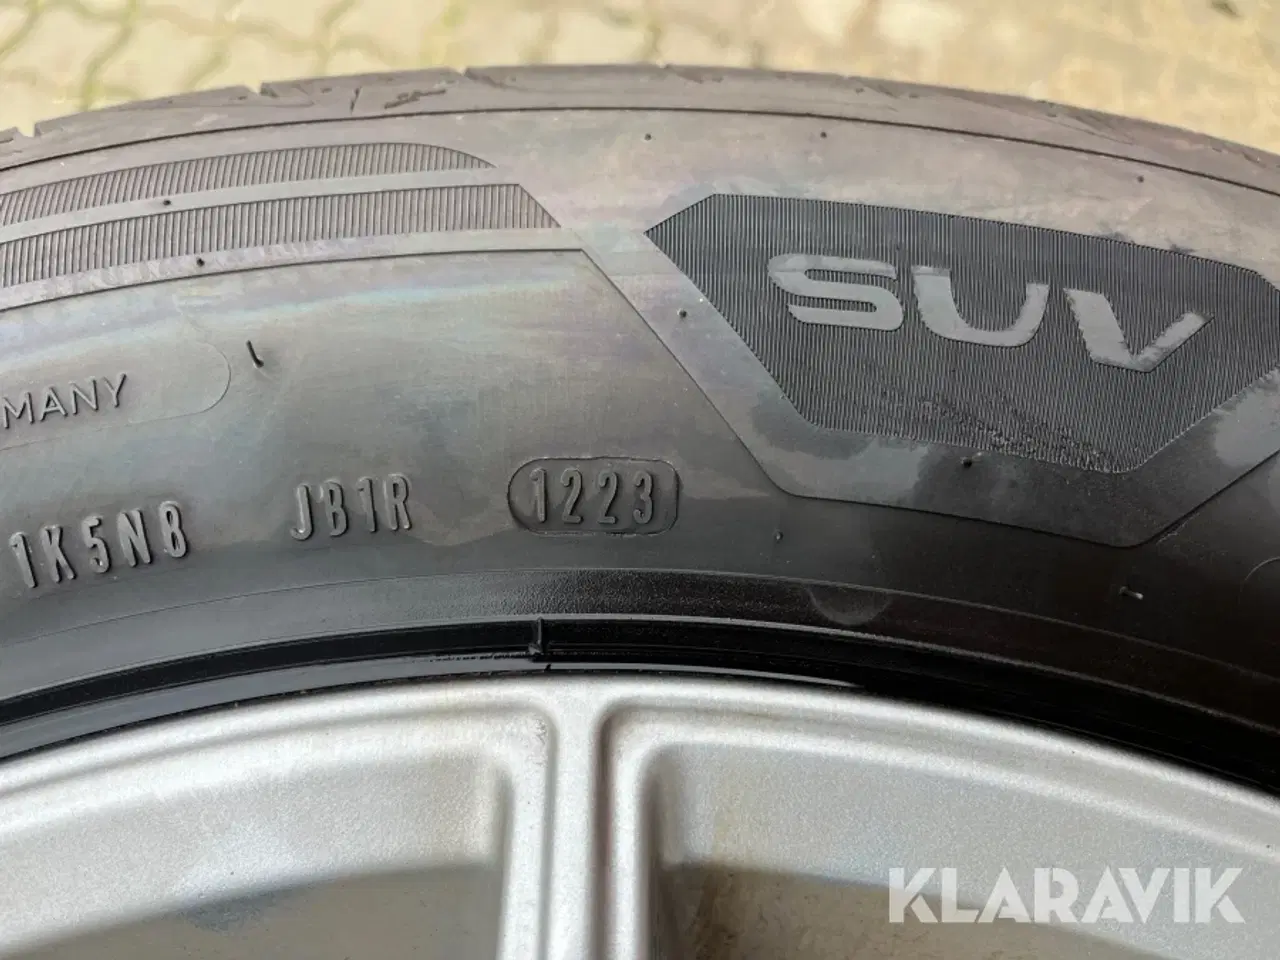 SUV
MANY
1K5N8 JB1R 1223
KLARAVIK